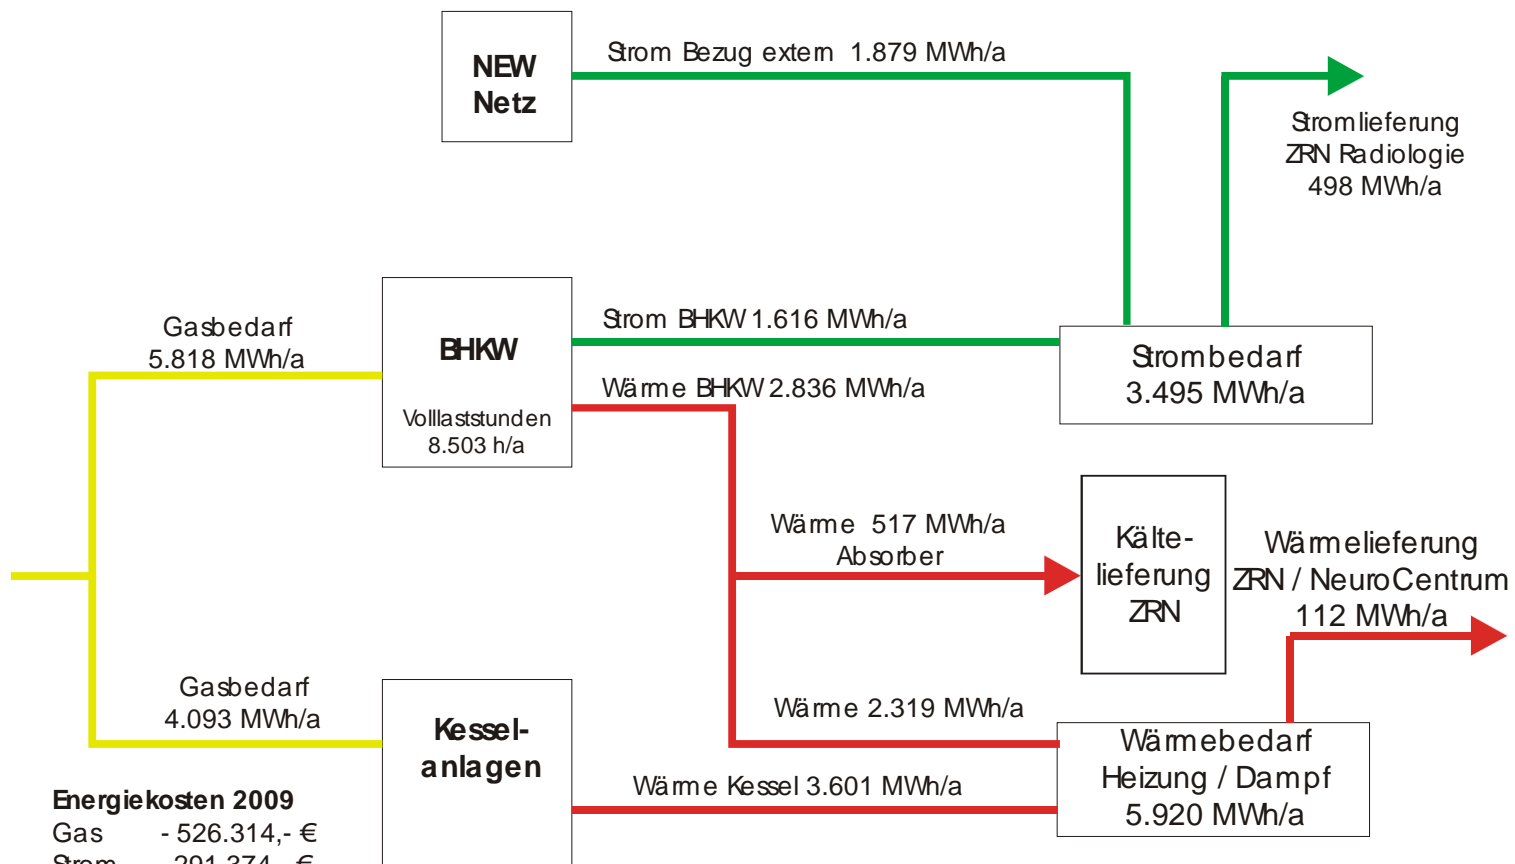 NEW
Netz
Strom Bezug extern 1.879 MWh/a
Stromlieferung
ZRN Radiologie
498 MWh/a
Gasbedarf
5.818 MWh/a
BHKW
Volllaststunden
8.503 h/a
Strom BHKW 1.616 MWh/a
Wärme BHKW 2.836 MWh/a
Strombedarf
3.495 MWh/a
Wärme 517 MWh/a
Absorber
Kälte-
lieferung
ZRN
Wärmelieferung
ZRN / NeuroCentrum
112 MWh/a
Gasbedarf
4.093 MWh/a
Kessel-
anlagen
Wärme 2.319 MWh/a
Wärme Kessel 3.601 MWh/a
Wärmebedarf
Heizung / Dampf
5.920 MWh/a
Energiekosten 2009
Gas - 526.314,- €
Strom - 291.374,- €